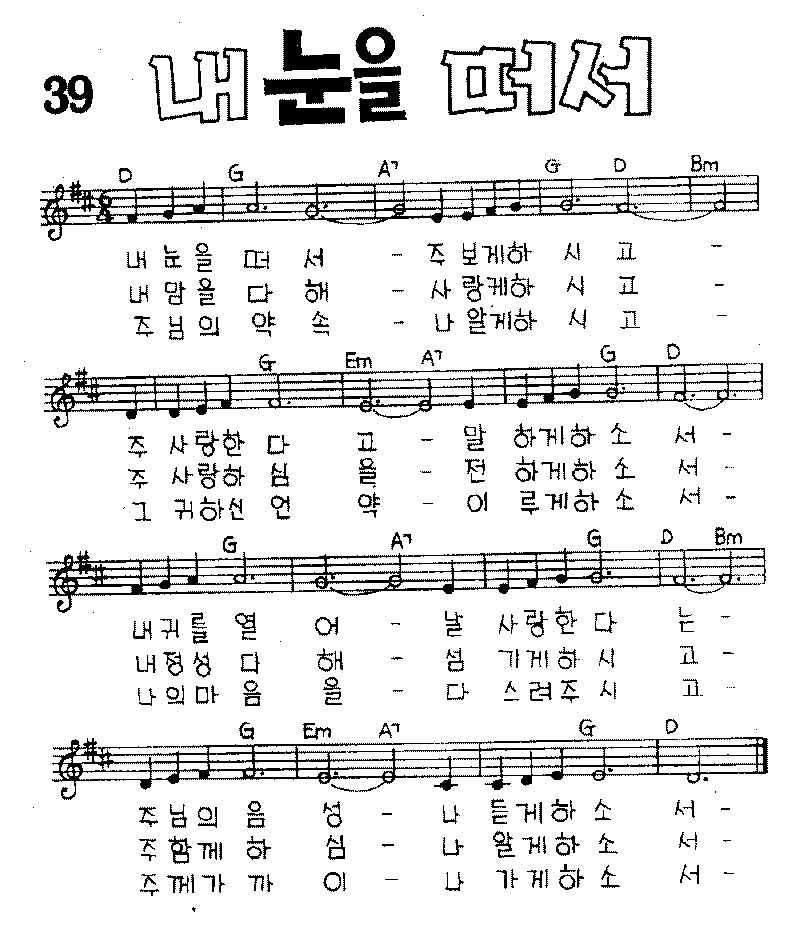 39 내 눈을 떠서
D G A7 G D Bm
6/4
내 눈을 떠 서 - 주 보게하 시 고 -
내 맘을 다 해 - 사 랑케하 시 고 -
주 님의 약 속 - 나 알게하 시 고 -
G Em A7 G D
주 사랑한 다 고 - 말 하게하 소 서 -
주 사랑하 심 을 - 전 하게하 소 서 -
그 귀하신 언 약 - 이 루게하 소 서 -
G A7 G D Bm
내귀를 열 어 - 날 사랑한 다 는 -
내정성 다 해 - 섬 기게하 시 고 -
나의마 음 을 - 다 스려주 시 고 -
G Em A7 G D
주님의 음 성 - 나 듣게하 소 서 -
주함께 하 심 - 나 알게하 소 서 -
주께가 까 이 - 나 가게하 소 서 -